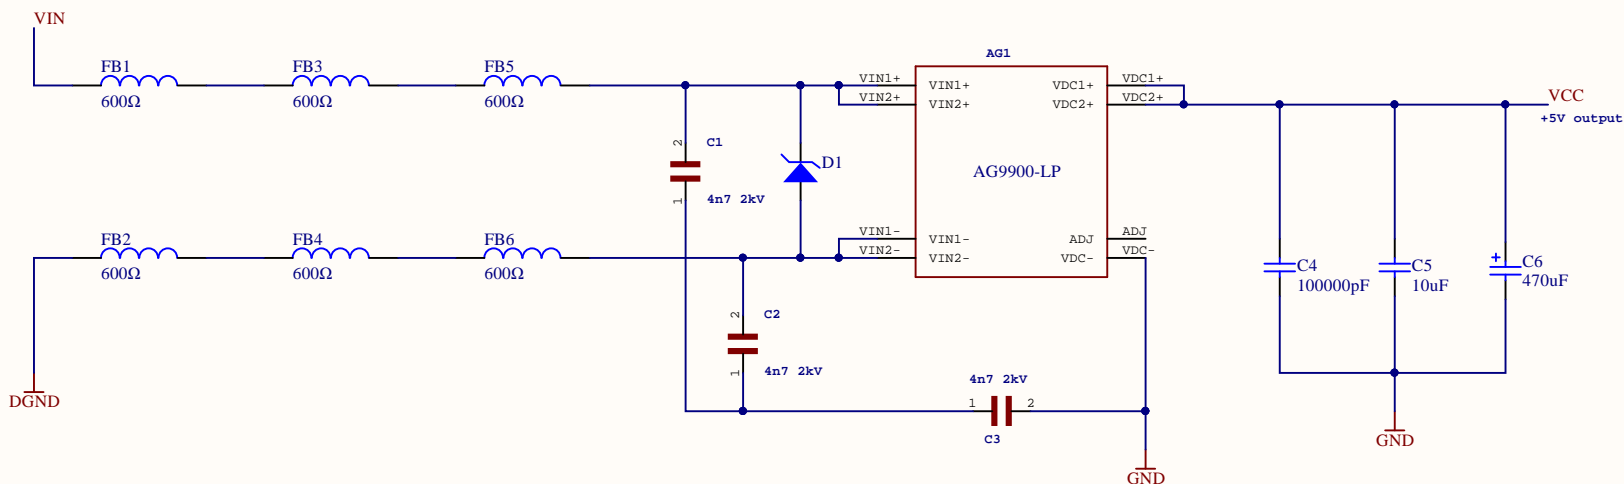 VIN
FB1
600Ω
FB3
600Ω
FB5
600Ω
C1
2
1
4n7 2kV
D1
AG1
VIN1+
VIN2+
VIN1+
VIN2+
VDC1+
VDC2+
VDC1+
VDC2+
AG9900-LP
VIN1-
VIN2-
VIN1-
VIN2-
ADJ
VDC-
ADJ
VDC-
VCC
+5V output
FB2
600Ω
FB4
600Ω
FB6
600Ω
DGND
C2
2
1
4n7 2kV
4n7 2kV
1
2
C3
GND
C4
100000pF
C5
10uF
+
C6
470uF
GND